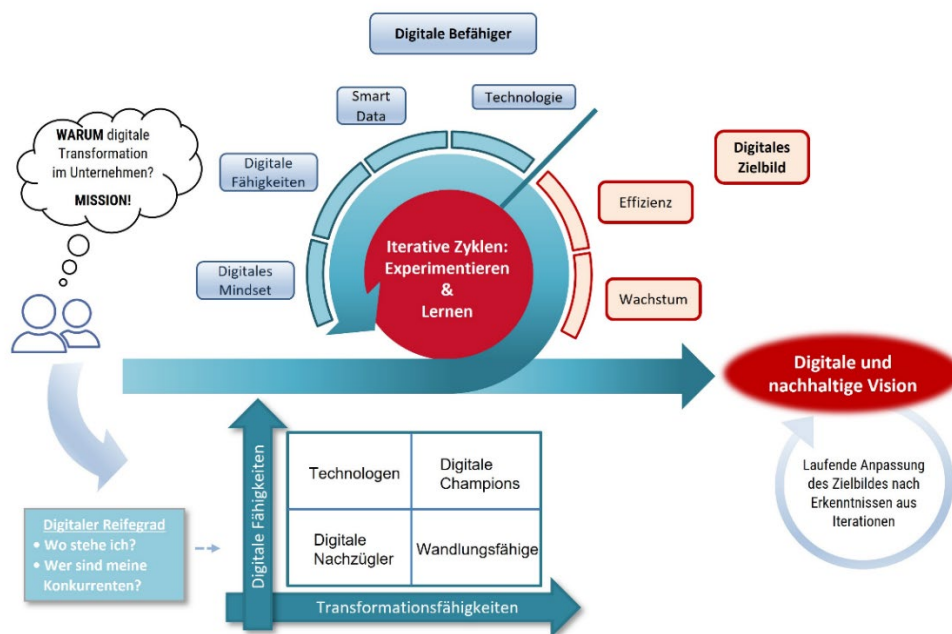 Digitale Befähiger
Smart
Data
Technologie
WARUM digitale
Transformation
im Unternehmen?
MISSION!
Digitale
Fähigkeiten
Digitales
Zielbild
Effizienz
Iterative Zyklen:
Experimentieren
&
Lernen
Digitales
Mindset
Wachstum
Digitale und
nachhaltige Vision
Digitale Fähigkeiten
Technologen
Digitale
Champions
Laufende Anpassung
des Zielbildes nach
Erkenntnissen aus
Iterationen
Digitaler Reifegrad
• Wo stehe ich?
• Wer sind meine
Konkurrenten?
Digitale
Nachzügler
Wandlungsfähige
Transformationsfähigkeiten